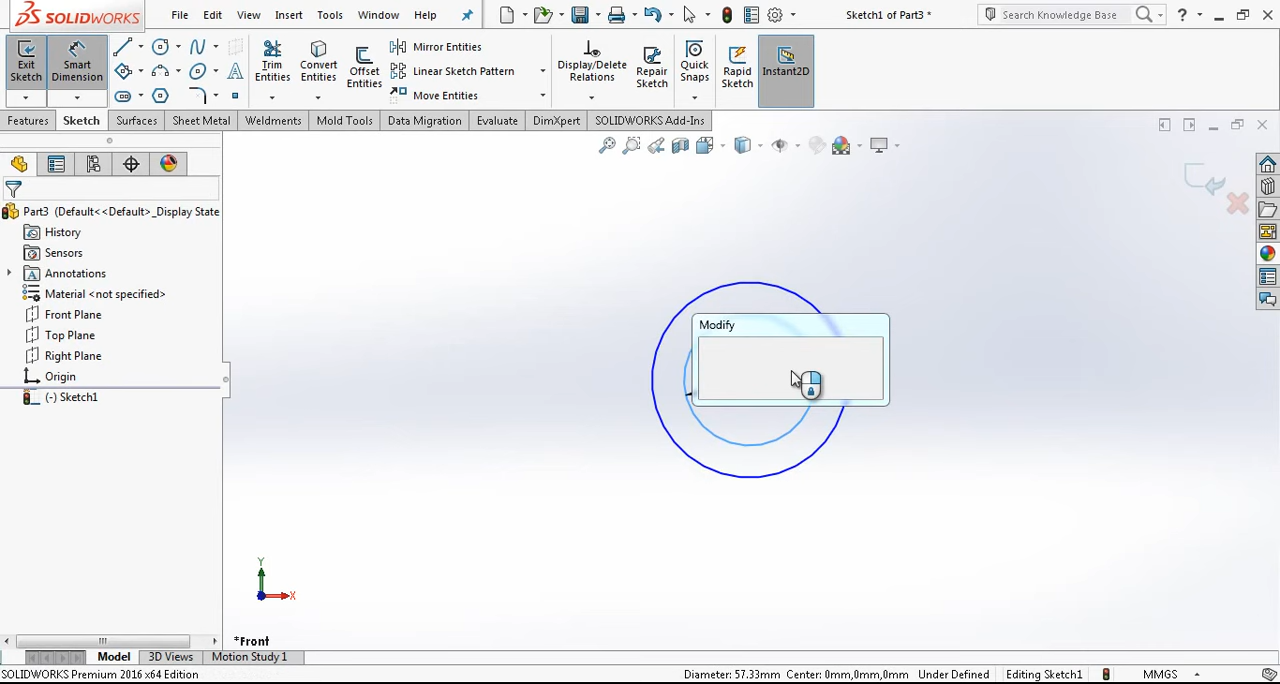 SOLIDWORKS
File Edit View Insert Tools Window Help
Sketch1 of Part3 *
Search Knowledge Base
?
Exit Sketch
Smart Dimension
Trim Entities
Convert Entities
Offset Entities
Mirror Entities
Linear Sketch Pattern
Move Entities
Display/Delete Relations
Repair Sketch
Quick Snaps
Rapid Sketch
Instant2D
Features Sketch Surfaces Sheet Metal Weldments Mold Tools Data Migration Evaluate DimXpert SOLIDWORKS Add-Ins
Part3 (Default<<Default>_Display State
History
Sensors
Annotations
Material <not specified>
Front Plane
Top Plane
Right Plane
Origin
(-) Sketch1
Modify
Y
X
*Front
Model 3D Views Motion Study 1
SOLIDWORKS Premium 2016 x64 Edition
Diameter: 57.33mm Center: 0mm,0mm,0mm Under Defined Editing Sketch1 MMGS